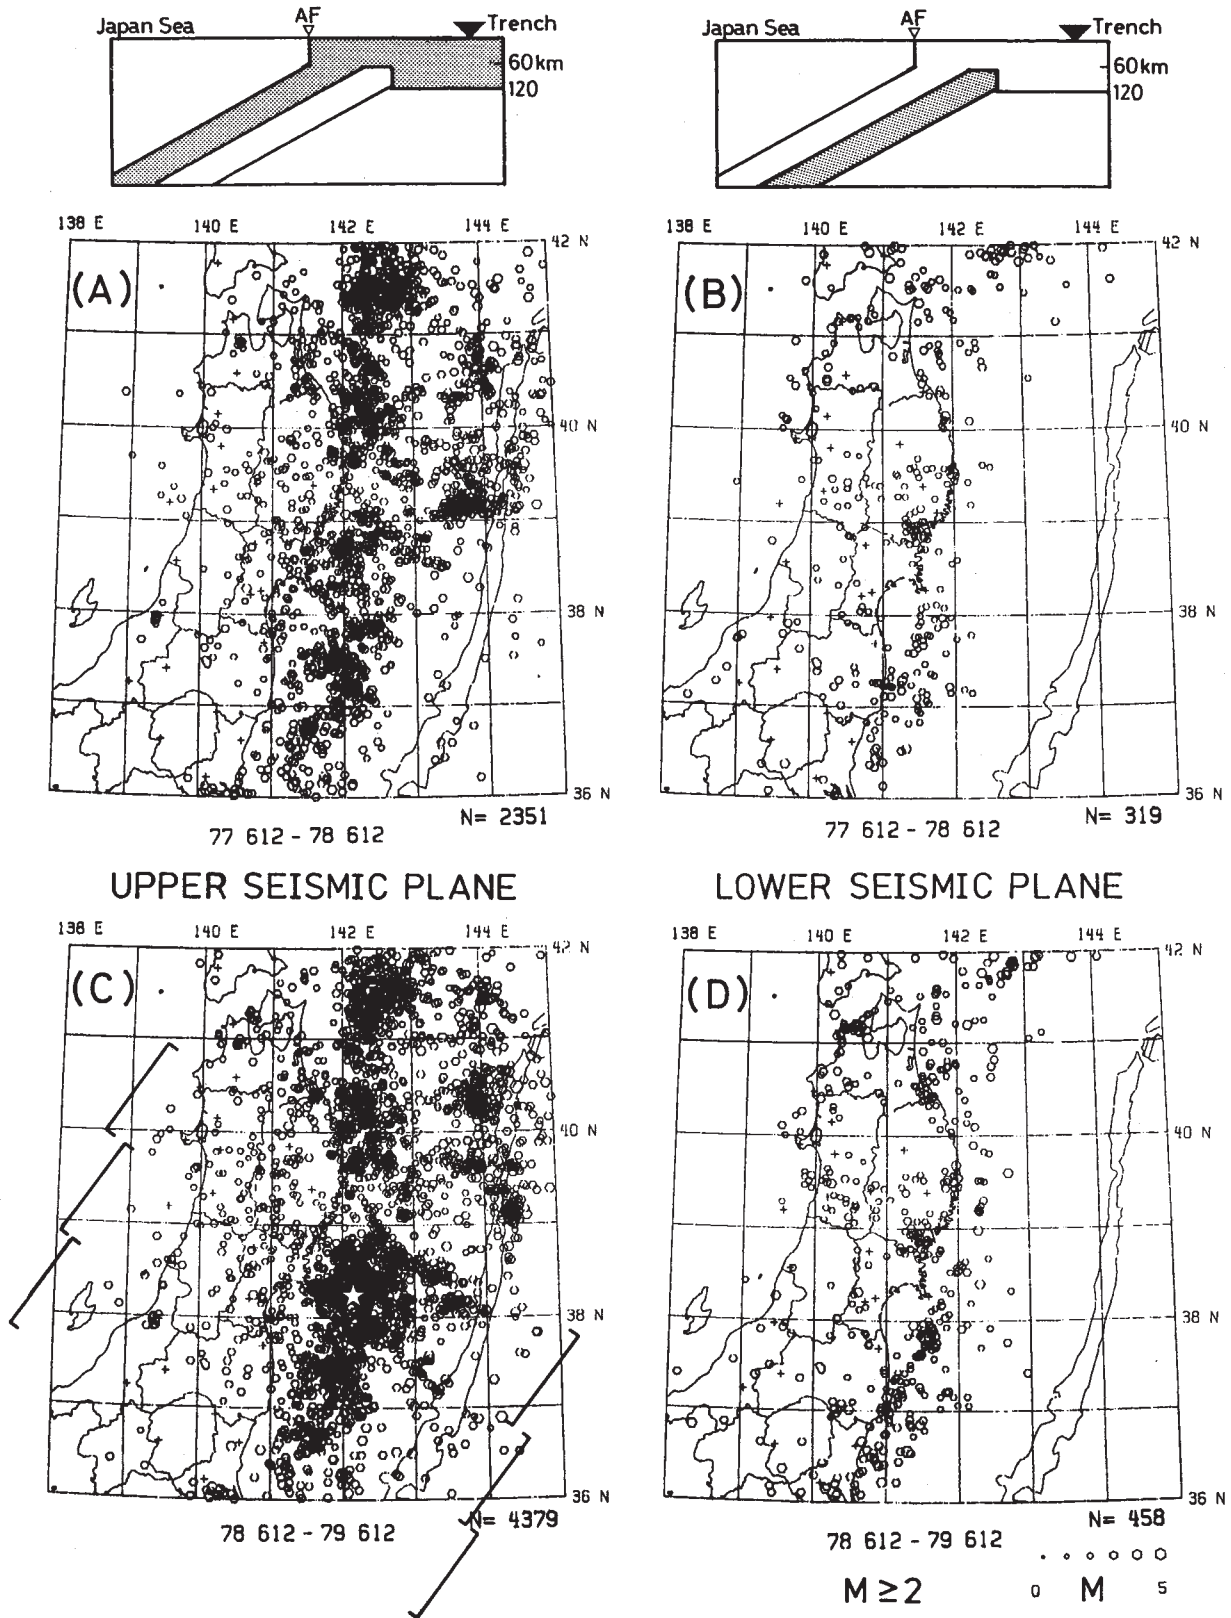 Japan Sea AF Trench
60km
120
Japan Sea AF Trench
60km
120
138 E 140 E 142 E 144 E
42 N
(A)
40 N
38 N
36 N
N= 2351
77 612 - 78 612
138 E 140 E 142 E 144 E
42 N
(B)
40 N
38 N
36 N
N= 319
77 612 - 78 612
UPPER SEISMIC PLANE
LOWER SEISMIC PLANE
138 E 140 E 142 E 144 E
42 N
(C)
40 N
38 N
36 N
N= 4379
78 612 - 79 612
138 E 140 E 142 E 144 E
42 N
(D)
40 N
38 N
36 N
N= 458
78 612 - 79 612
M ≥ 2
0 M 5